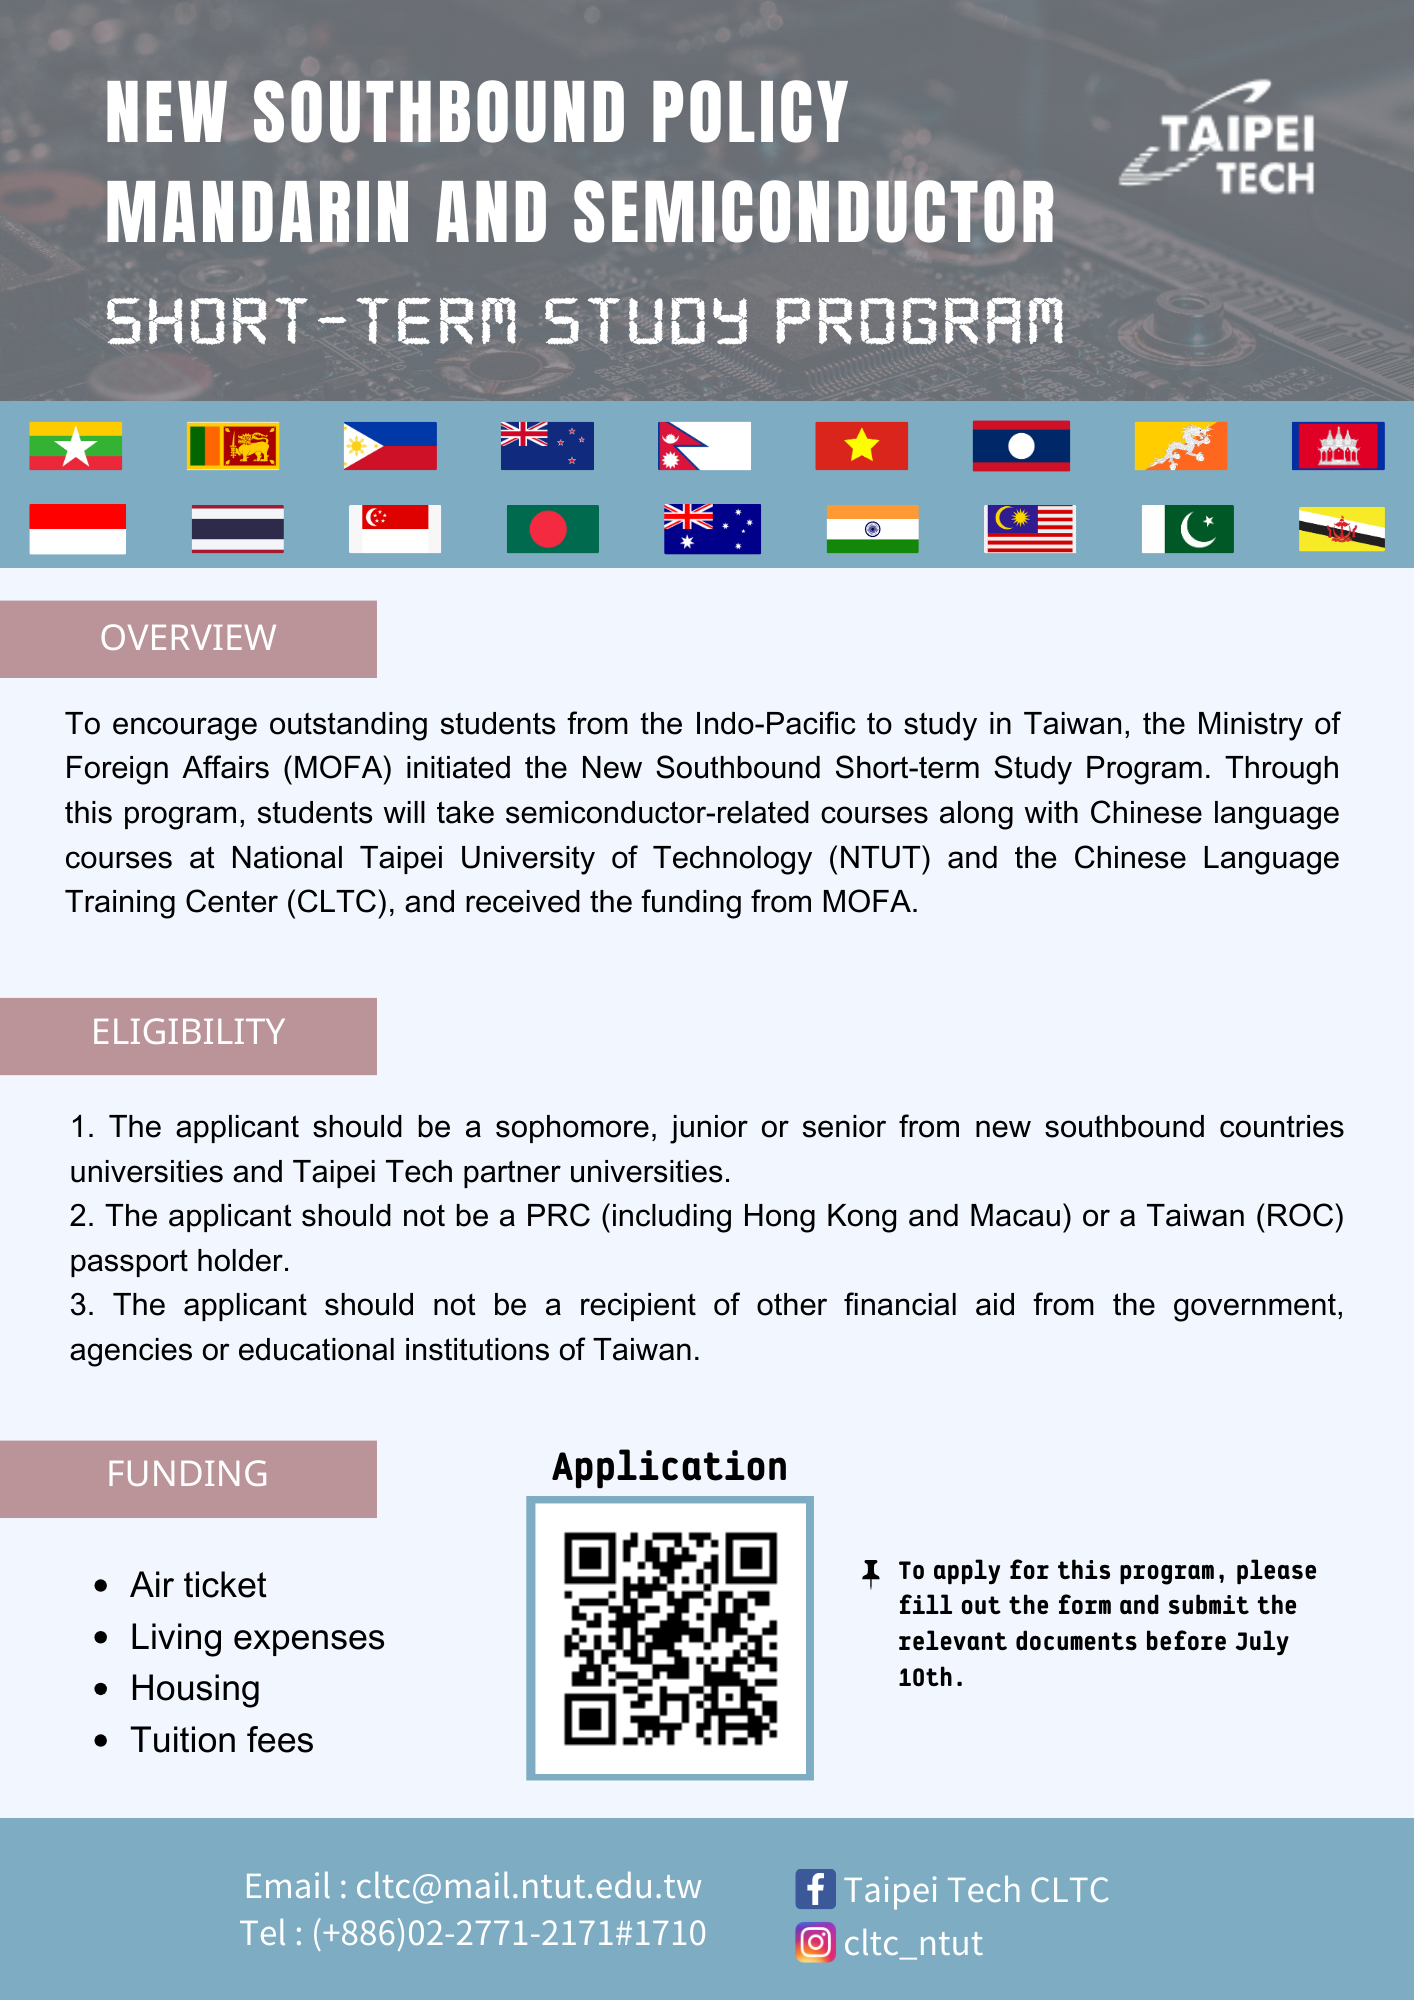 NEW SOUTHBOUND POLICY
MANDARIN AND SEMICONDUCTOR
SHORT-TERM STUDY PROGRAM
TAIPEI
TECH
OVERVIEW
To encourage outstanding students from the Indo-Pacific to study in Taiwan, the Ministry of
Foreign Affairs (MOFA) initiated the New Southbound Short-term Study Program. Through
this program, students will take semiconductor-related courses along with Chinese language
courses at National Taipei University of Technology (NTUT) and the Chinese Language
Training Center (CLTC), and received the funding from MOFA.
ELIGIBILITY
1. The applicant should be a sophomore, junior or senior from new southbound countries
universities and Taipei Tech partner universities.
2. The applicant should not be a PRC (including Hong Kong and Macau) or a Taiwan (ROC)
passport holder.
3. The applicant should not be a recipient of other financial aid from the government,
agencies or educational institutions of Taiwan.
FUNDING
• Air ticket
• Living expenses
• Housing
• Tuition fees
Application
To apply for this program, please
fill out the form and submit the
relevant documents before July
10th.
Email : cltc@mail.ntut.edu.tw
Tel : (+886)02-2771-2171#1710
Taipei Tech CLTC
cltc_ntut